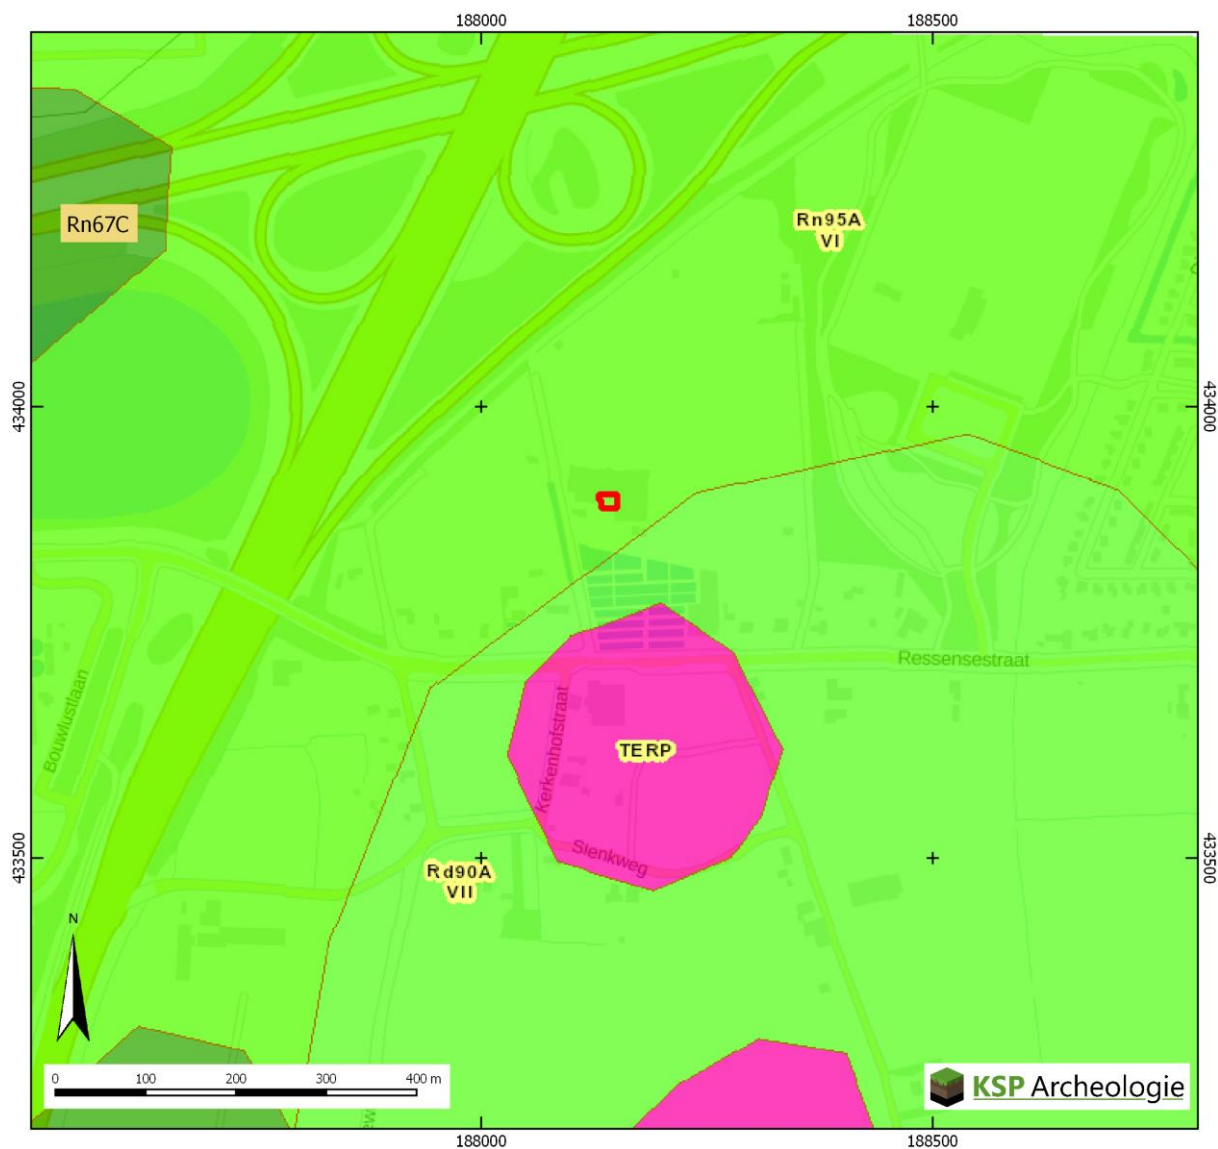 188000
188500
Rn67C
Rn95A
VI
434000
434000
Ressensestraat
Bouwlustlaan
Kerkenhofstraat
TERP
Slenkweg
433500
433500
Rd90A
VII
N
0 100 200 300 400 m
KSP Archeologie
188000
188500